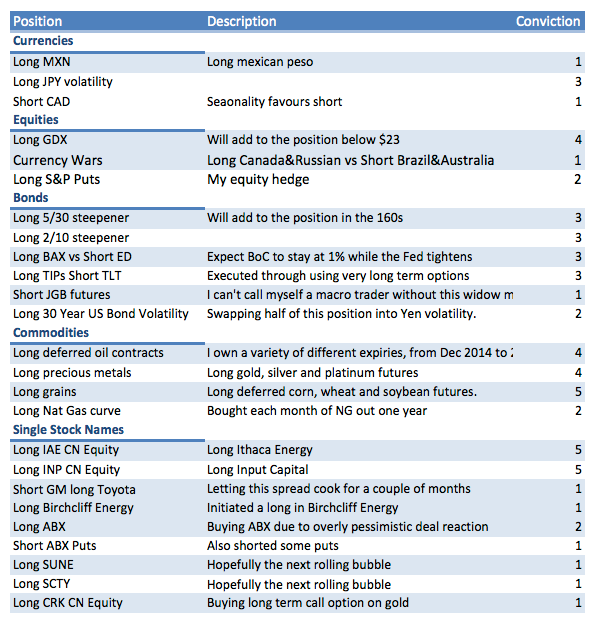 Position Description Conviction
Currencies
Long MXN Long mexican peso 1
Long JPY volatility 3
Short CAD Seaonality favours short 1
Equities
Long GDX Will add to the position below $23 4
Currency Wars Long Canada&Russian vs Short Brazil&Australia 1
Long S&P Puts My equity hedge 2
Bonds
Long 5/30 steepener Will add to the position in the 160s 3
Long 2/10 steepener 3
Long BAX vs Short ED Expect BoC to stay at 1% while the Fed tightens 3
Long TIPs Short TLT Executed through using very long term options 3
Short JGB futures I can't call myself a macro trader without this widow m 1
Long 30 Year US Bond Volatility Swapping half of this position into Yen volatility. 2
Commodities
Long deferred oil contracts I own a variety of different expiries, from Dec 2014 to 4
Long precious metals Long gold, silver and platinum futures 4
Long grains Long deferred corn, wheat and soybean futures. 5
Long Nat Gas curve Bought each month of NG out one year 2
Single Stock Names
Long IAE CN Equity Long Ithaca Energy 5
Long INP CN Equity Long Input Capital 5
Short GM long Toyota Letting this spread cook for a couple of months 1
Long Birchcliff Energy Initiated a long in Birchcliff Energy 1
Long ABX Buying ABX due to overly pessimistic deal reaction 2
Short ABX Puts Also shorted some puts 1
Long SUNE Hopefully the next rolling bubble 1
Long SCTY Hopefully the next rolling bubble 1
Long CRK CN Equity Buying long term call option on gold 1